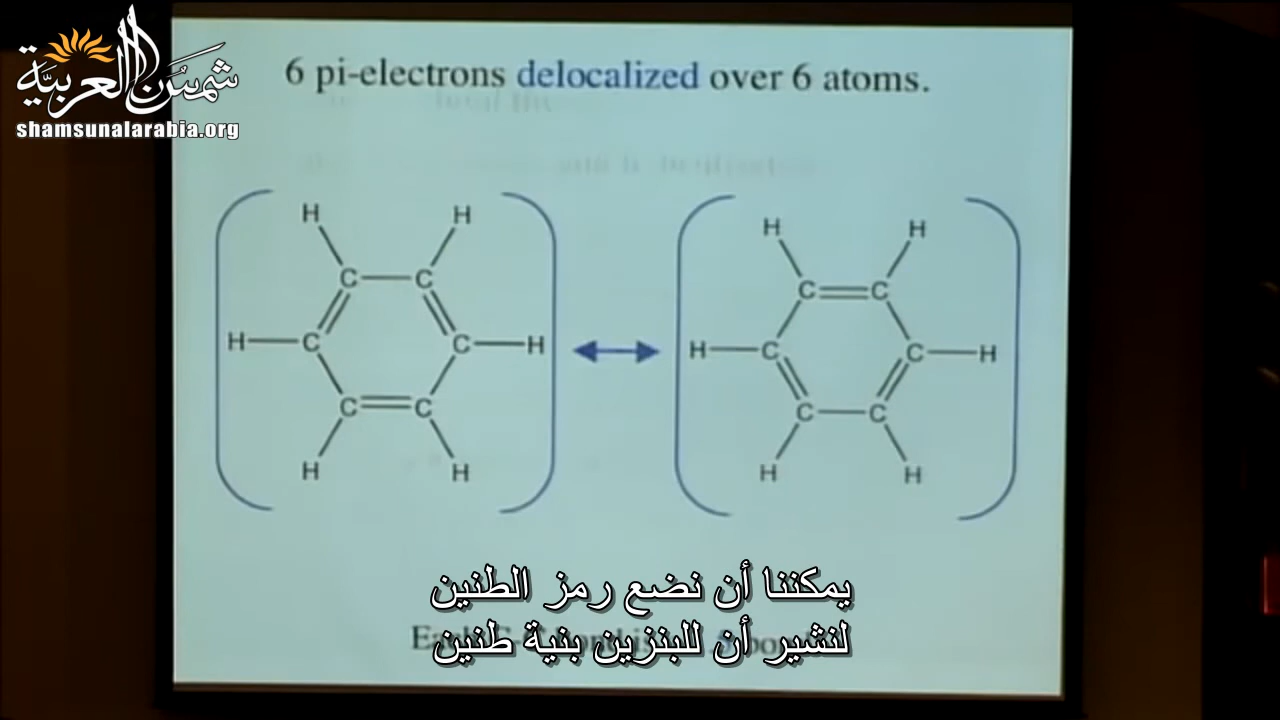 شمس العربية
shamsunalarabia.org
6 pi-electrons delocalized over 6 atoms.
H H H H
C C C C
H C C H H C C H
C C C C
H H H H
يمكننا أن نضع رمز الطنين
لنشير أن للبنزين بنية طنين